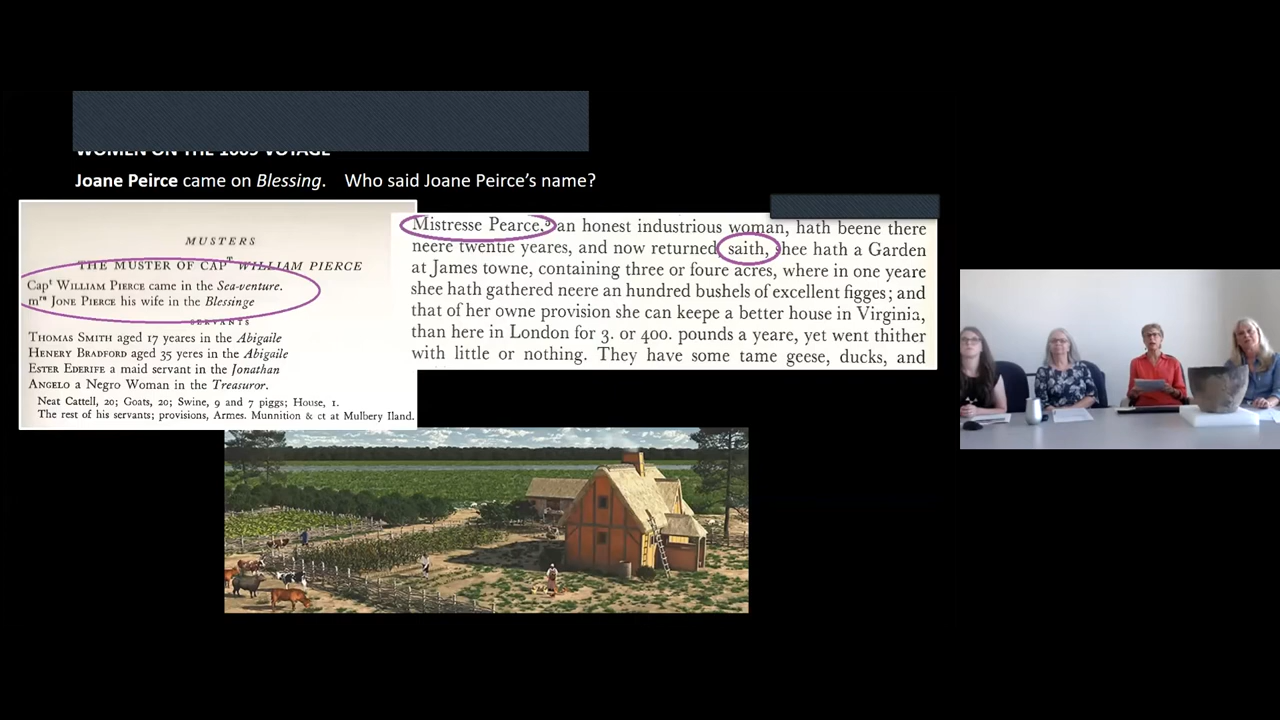 WOMEN ON THE 1609 VOYAGE
Joane Peirce came on Blessing. Who said Joane Peirce's name?
MUSTERS
THE MUSTER OF CAPT WILLIAM PIERCE
Capt WILLIAM PIERCE came in the Sea-venture.
mrs JONE PIERCE his wife in the Blessinge
SERVANTS
THOMAS SMITH aged 17 yeares in the Abigaile
HENERY BRADFORD aged 35 yeres in the Abigaile
ESTER EDERIFE a maid servant in the Jonathan
ANGELO a Negro Woman in the Treasuror.
Neat Cattell, 20; Goats, 20; Swine, 9 and 7 piggs; House, 1.
The rest of his servants; provisions, Armes. Munnition & ct at Mulbery Iland.
Mistresse Pearce,⁵ an honest industrious woman, hath beene there
neere twentie yeares, and now returned saith, shee hath a Garden
at James towne, containing three or foure acres, where in one yeare
shee hath gathered neere an hundred bushels of excellent figges; and
that of her owne provision she can keepe a better house in Virginia,
than here in London for 3. or 400. pounds a yeare, yet went thither
with little or nothing. They have some tame geese, ducks, and